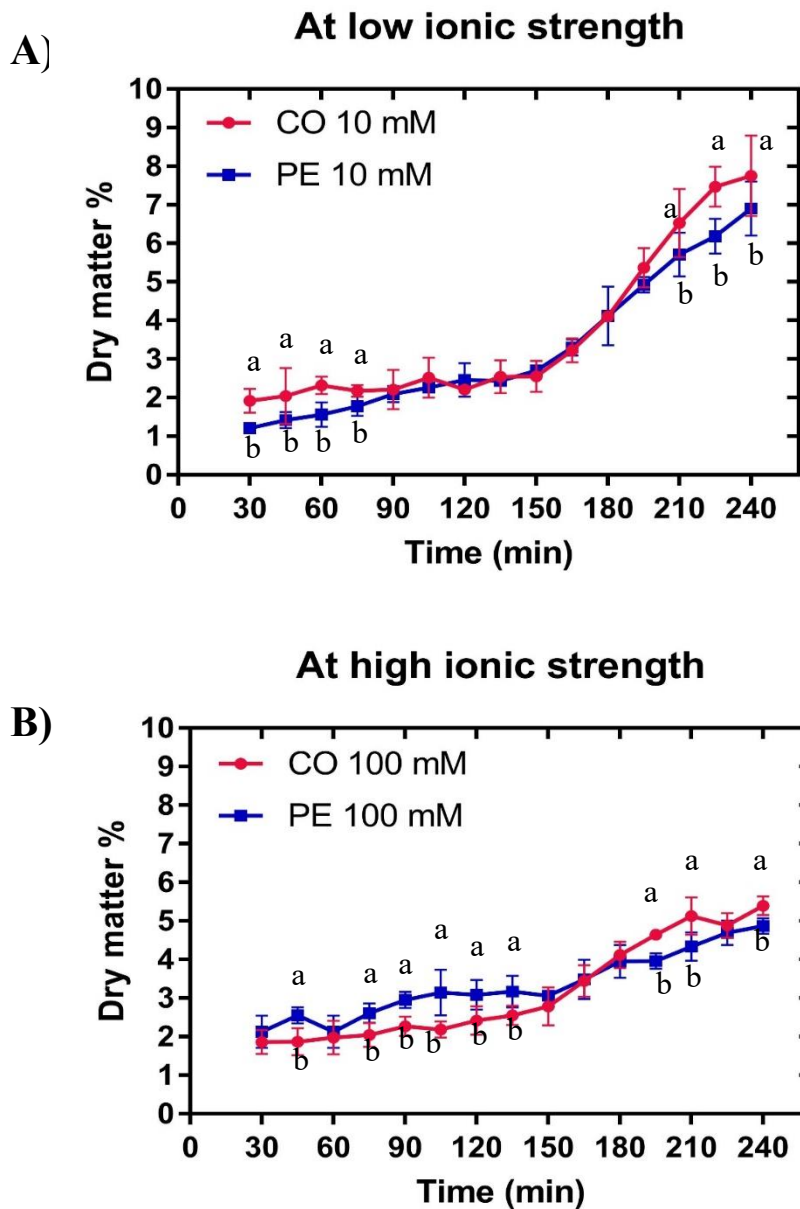 At low ionic strength
A)
10
9
8
7
6
5
4
3
2
1
0
Dry matter %
CO 10 mM
PE 10 mM
a a a a a a a
b b b b b b b
0 30 60 90 120 150 180 210 240
Time (min)
At high ionic strength
B)
10
9
8
7
6
5
4
3
2
1
0
Dry matter %
CO 100 mM
PE 100 mM
a a a a a a a a a
b b b b b b b b b
0 30 60 90 120 150 180 210 240
Time (min)